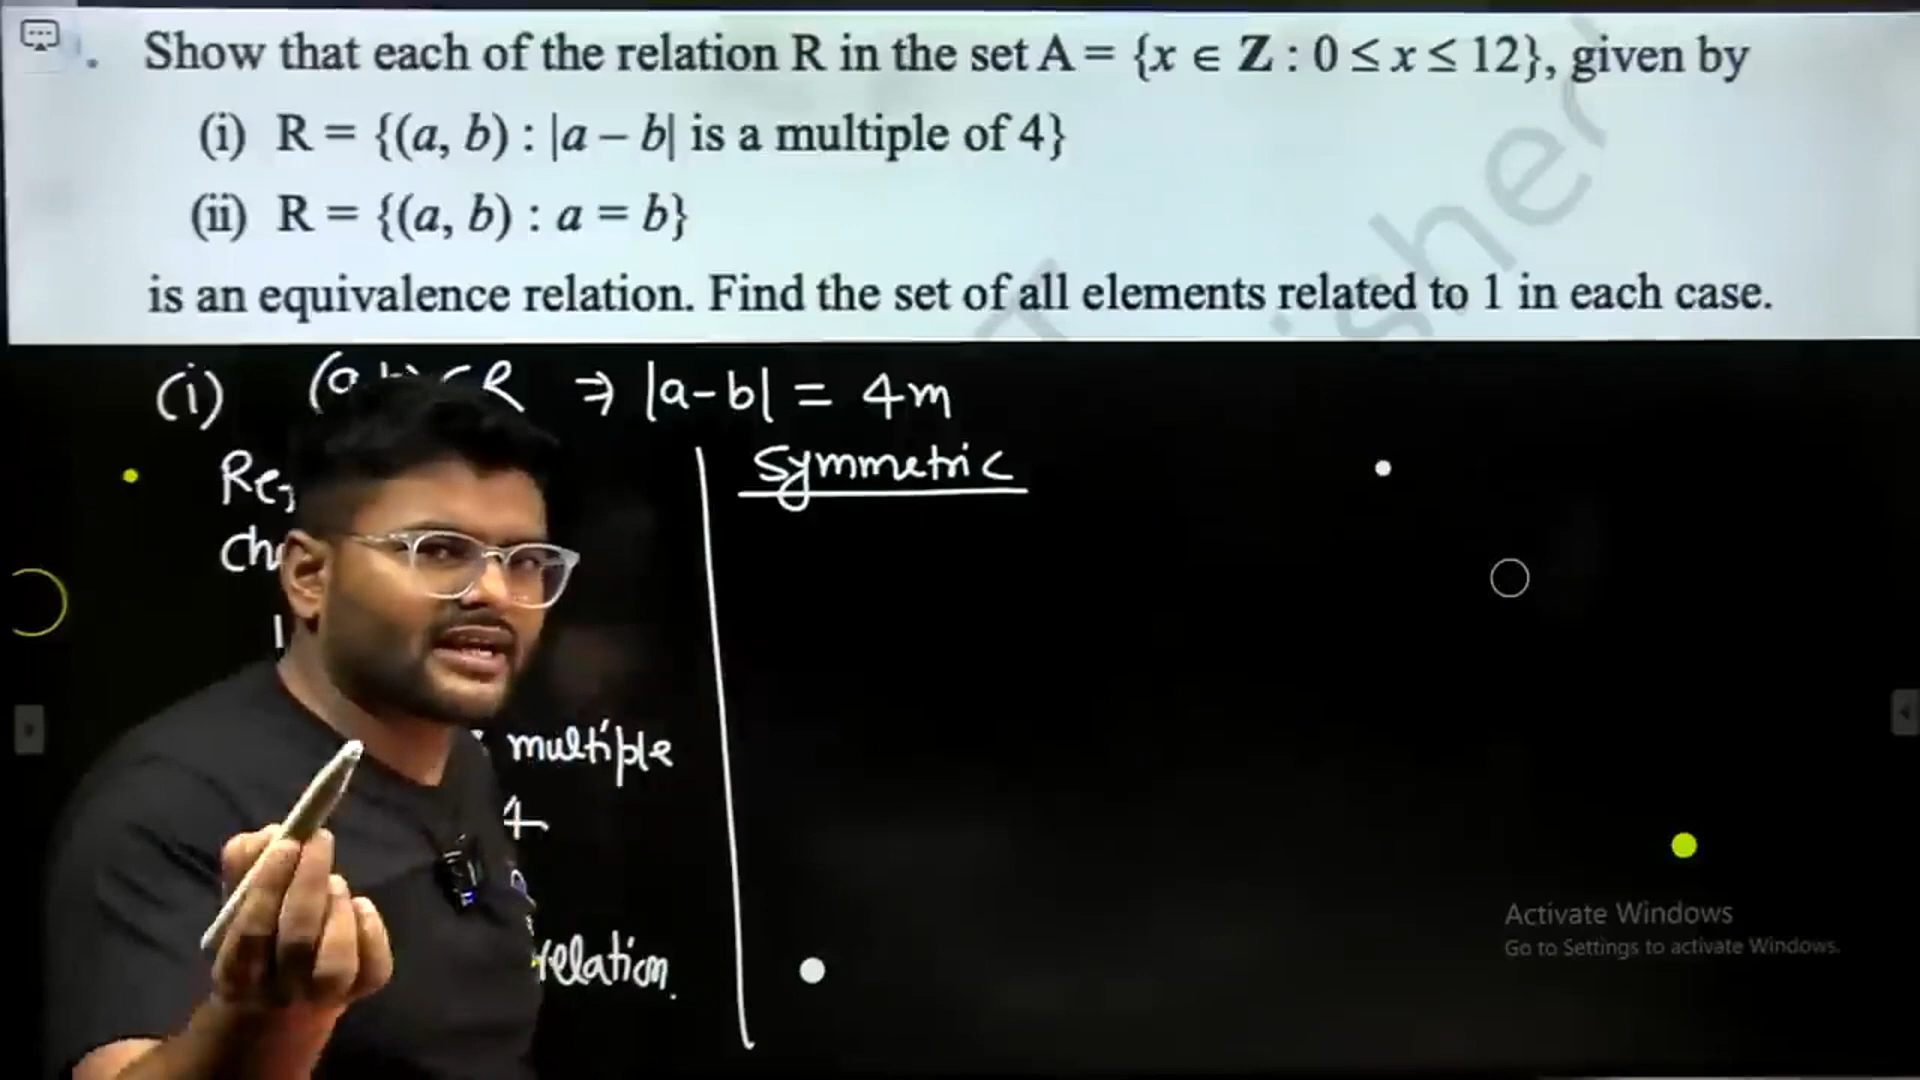 Show that each of the relation R in the set A = {x ∈ Z : 0 ≤ x ≤ 12}, given by
(i) R = {(a, b) : |a – b| is a multiple of 4}
(ii) R = {(a, b) : a = b}
is an equivalence relation. Find the set of all elements related to 1 in each case.
(i) R ⇒ |a-b| = 4m
Symmetric
multiple
4
relation.
Activate Windows
Go to Settings to activate Windows.